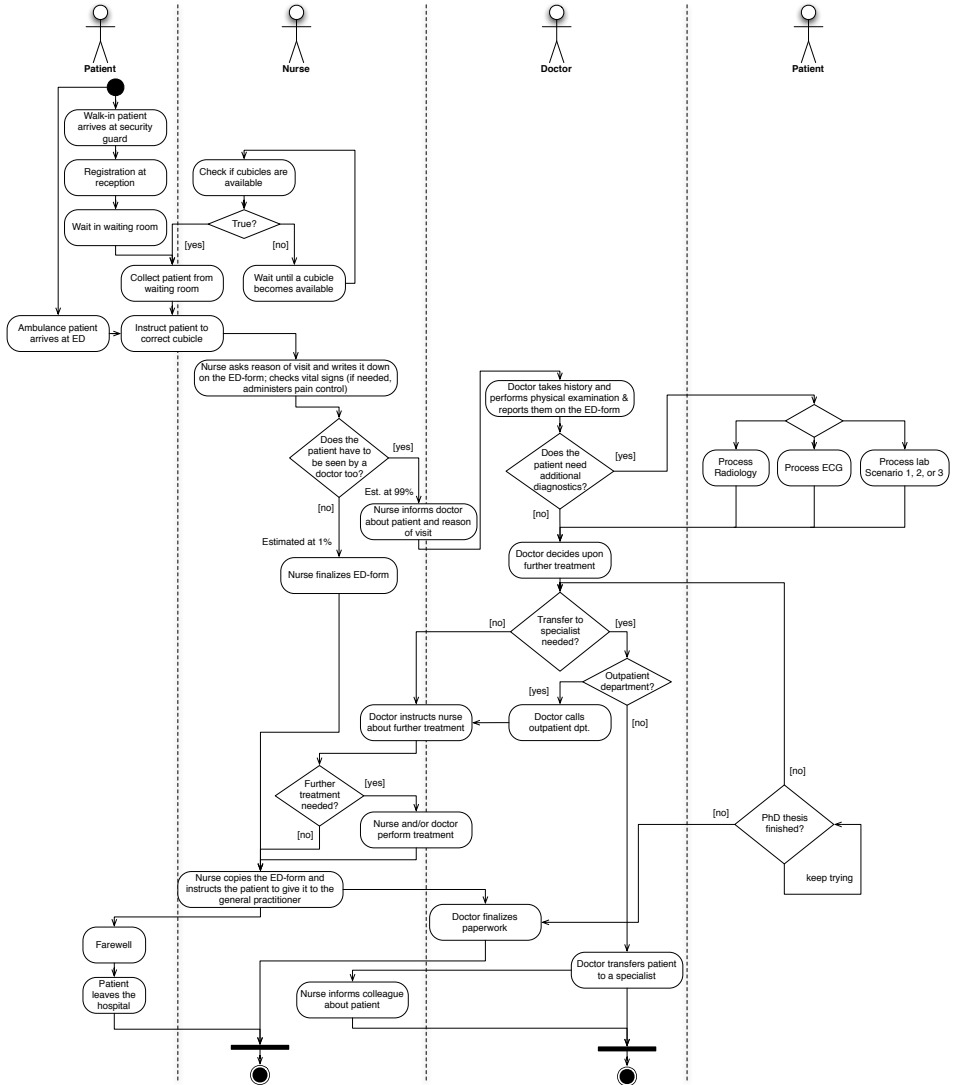 Patient
Nurse
Doctor
Patient
Walk-in patient
arrives at security
guard
Registration at
reception
Wait in waiting room
Check if cubicles are
available
True?
[yes]
[no]
Collect patient from
waiting room
Wait until a cubicle
becomes available
Ambulance patient
arrives at ED
Instruct patient to
correct cubicle
Nurse asks reason of visit and writes it down
on the ED-form; checks vital signs (if needed,
administers pain control)
Doctor takes history and
performs physical examination &
reports them on the ED-form
Does the
patient have to
be seen by a
doctor too?
[yes]
Est. at 99%
[no]
Estimated at 1%
Nurse informs doctor
about patient and reason
of visit
Does the
patient need
additional
diagnostics?
[yes]
[no]
Process
Radiology
Process ECG
Process lab
Scenario 1, 2, or 3
Doctor decides upon
further treatment
Nurse finalizes ED-form
Transfer to
specialist
needed?
[no]
[yes]
Outpatient
department?
[yes]
[no]
Doctor instructs nurse
about further treatment
Doctor calls
outpatient dpt.
Further
treatment
needed?
[yes]
[no]
Nurse and/or doctor
perform treatment
[no]
[no]
PhD thesis
finished?
keep trying
Nurse copies the ED-form and
instructs the patient to give it to the
general practitioner
Doctor finalizes
paperwork
Farewell
Patient
leaves the
hospital
Doctor transfers patient
to a specialist
Nurse informs colleague
about patient